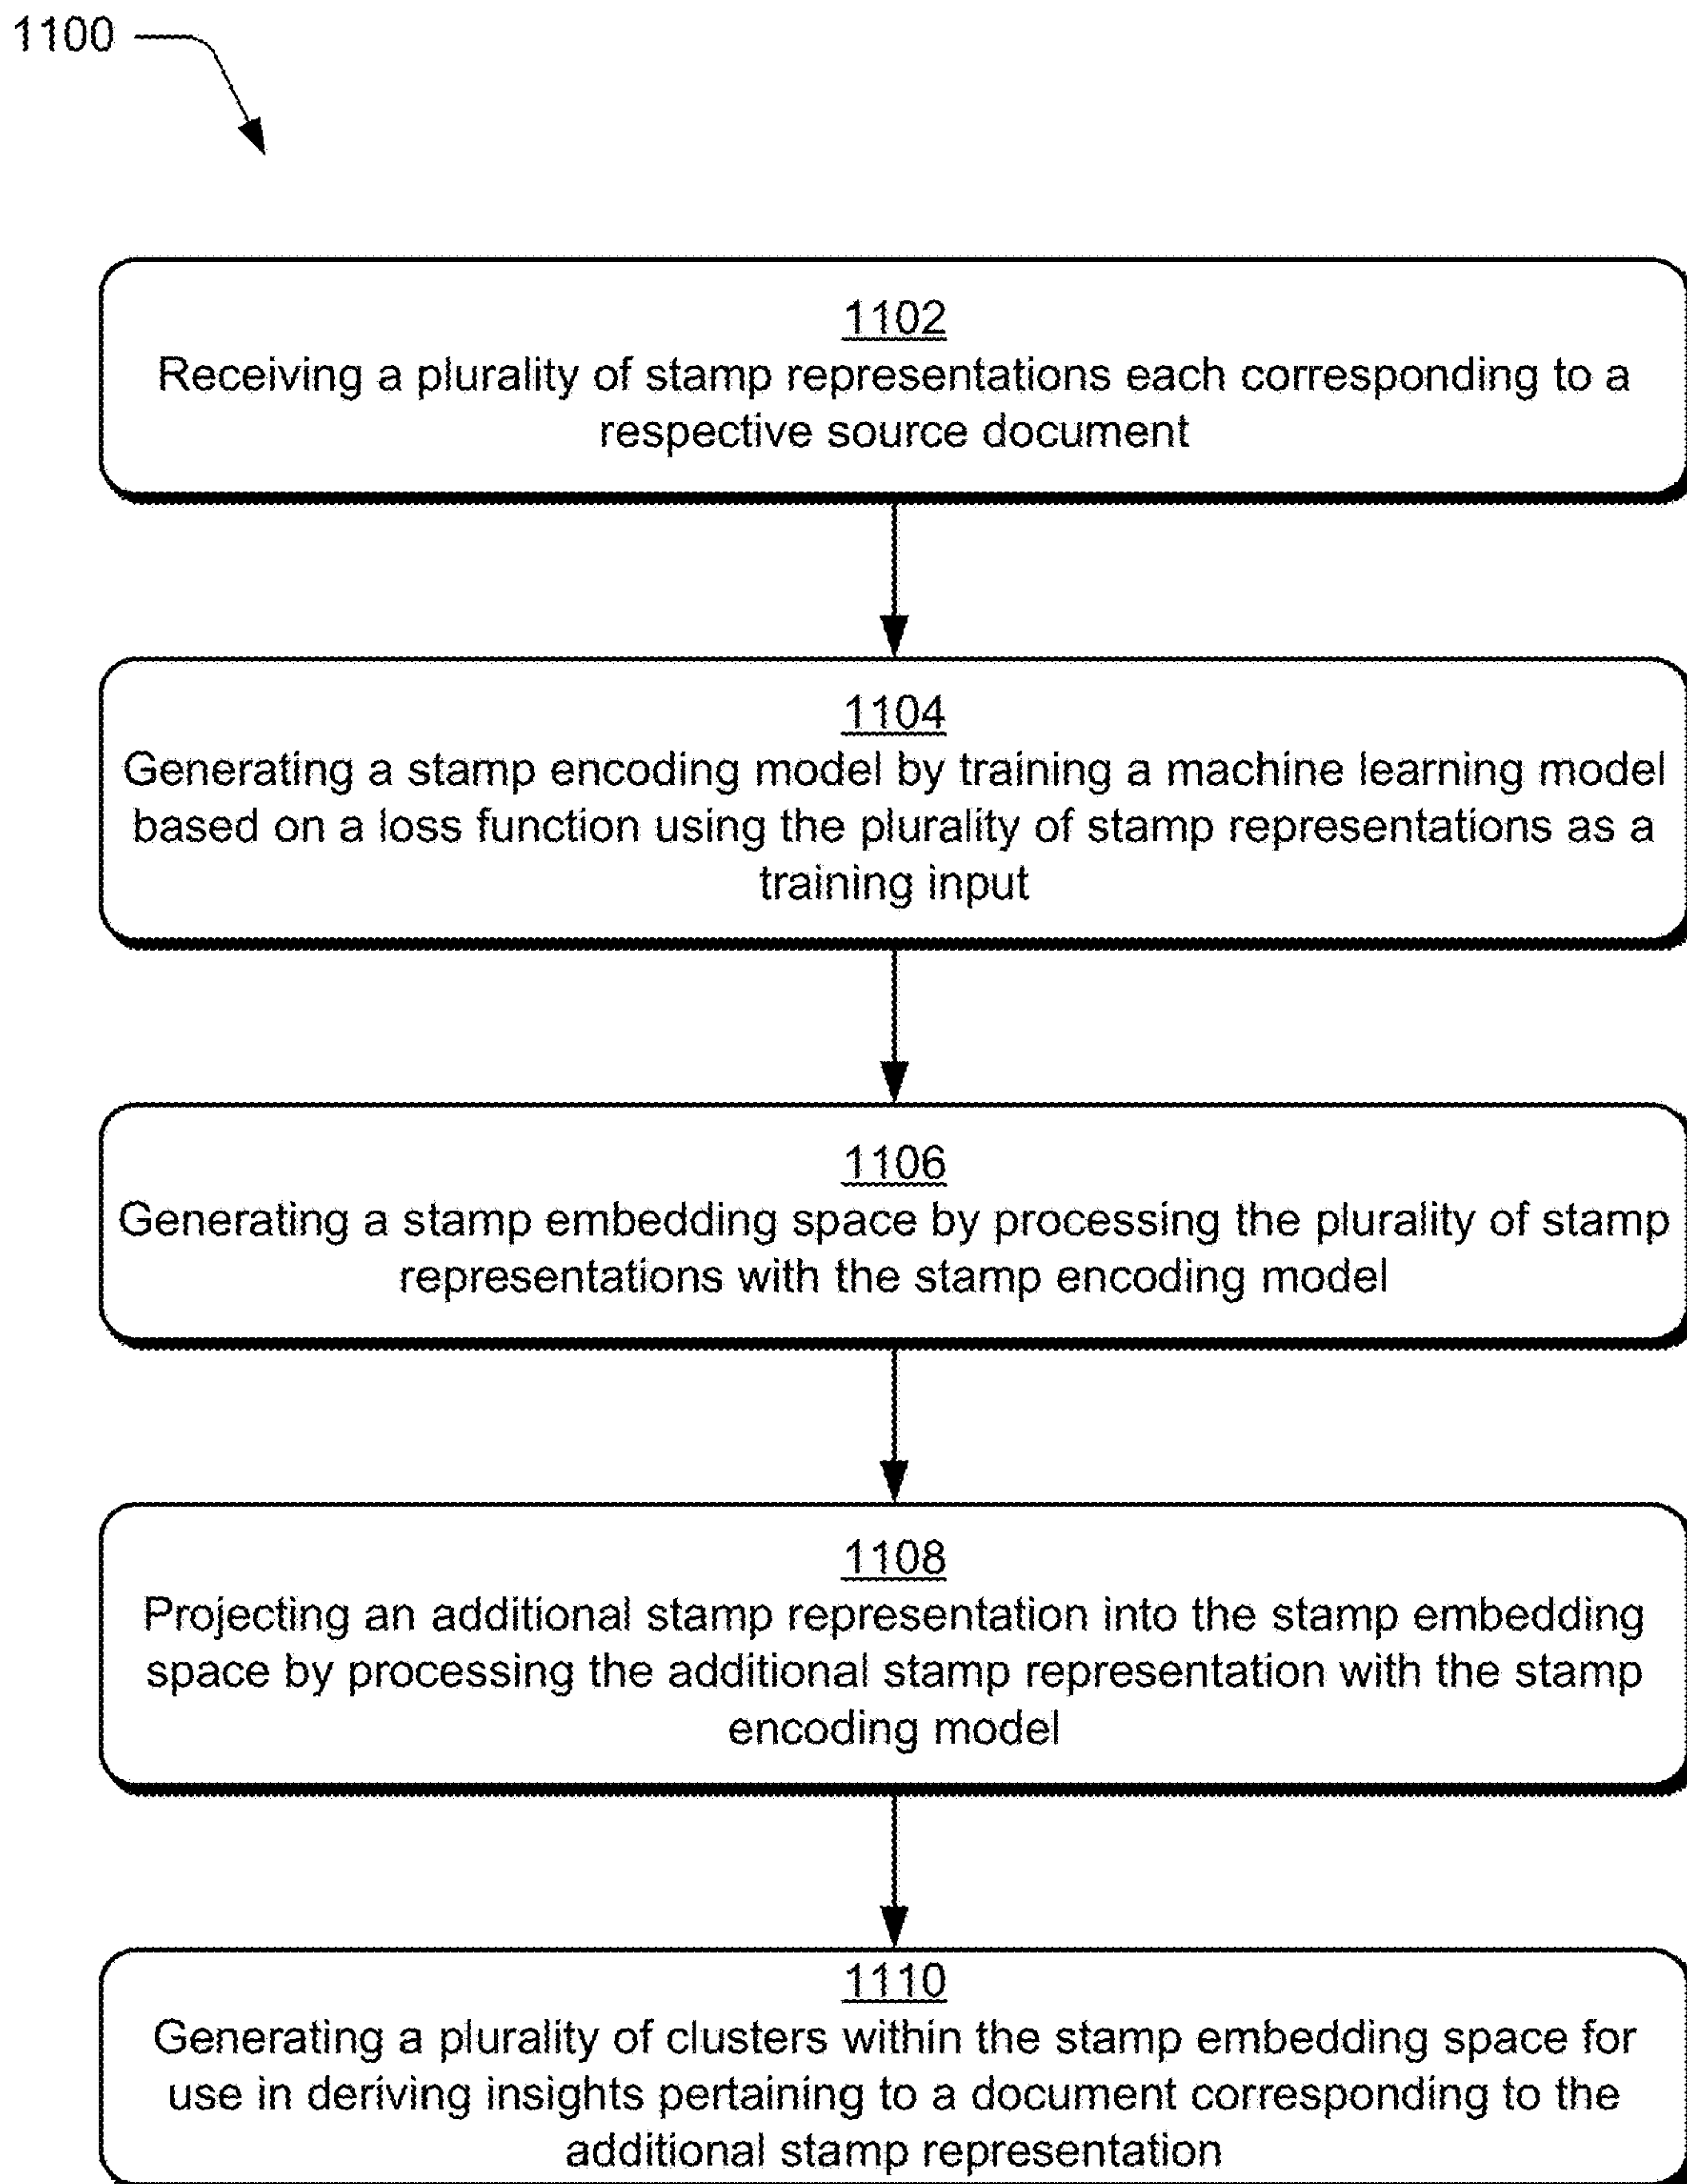 1100
1102
Receiving a plurality of stamp representations each corresponding to a
respective source document
1104
Generating a stamp encoding model by training a machine learning model
based on a loss function using the plurality of stamp representations as a
training input
1106
Generating a stamp embedding space by processing the plurality of stamp
representations with the stamp encoding model
1108
Projecting an additional stamp representation into the stamp embedding
space by processing the additional stamp representation with the stamp
encoding model
1110
Generating a plurality of clusters within the stamp embedding space for
use in deriving insights pertaining to a document corresponding to the
additional stamp representation